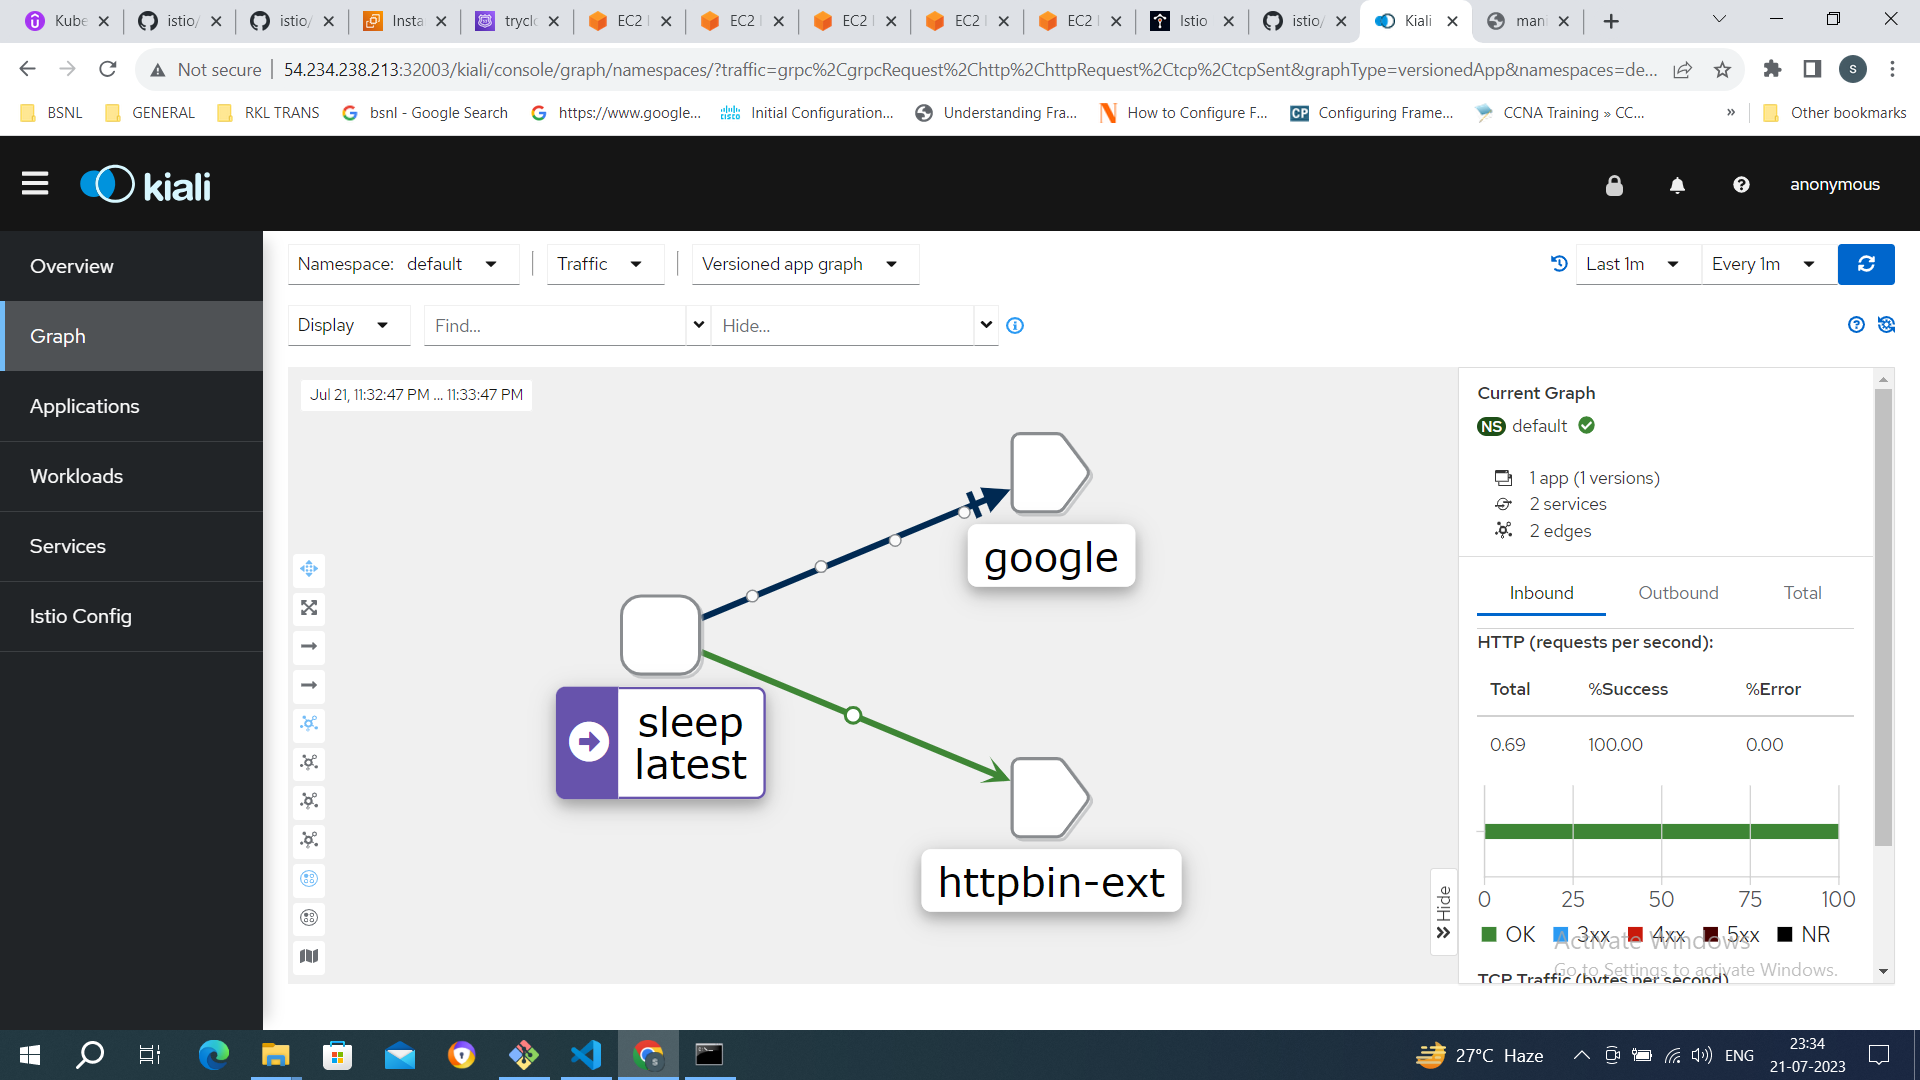 Kube
istio/
istio/
Insta
tryclo
EC2 I
EC2 I
EC2 I
EC2 I
EC2 I
Istio
istio/
Kiali
mani
Not secure
54.234.238.213:32003/kiali/console/graph/namespaces/?traffic=grpc%2CgrpcRequest%2Chttp%2ChttpRequest%2Ctcp%2CtcpSent&graphType=versionedApp&namespaces=de...
s
BSNL
GENERAL
RKL TRANS
bsnl - Google Search
https://www.google...
Initial Configuration...
Understanding Fra...
How to Configure F...
CP
Configuring Frame...
CCNA Training » CC...
»
Other bookmarks
kiali
anonymous
Overview
Graph
Applications
Workloads
Services
Istio Config
Namespace: default
Traffic
Versioned app graph
Last 1m
Every 1m
Display
Find...
Hide...
Jul 21, 11:32:47 PM ... 11:33:47 PM
google
sleep
latest
httpbin-ext
Hide
Current Graph
NS default
1 app (1 versions)
2 services
2 edges
Inbound
Outbound
Total
HTTP (requests per second):
Total %Success %Error
0.69 100.00 0.00
0 25 50 75 100
OK 3xx 4xx 5xx NR
Activate Windows
Go to Settings to activate Windows.
TCP Traffic (bytes per second)
27°C Haze
ENG
23:34
21-07-2023